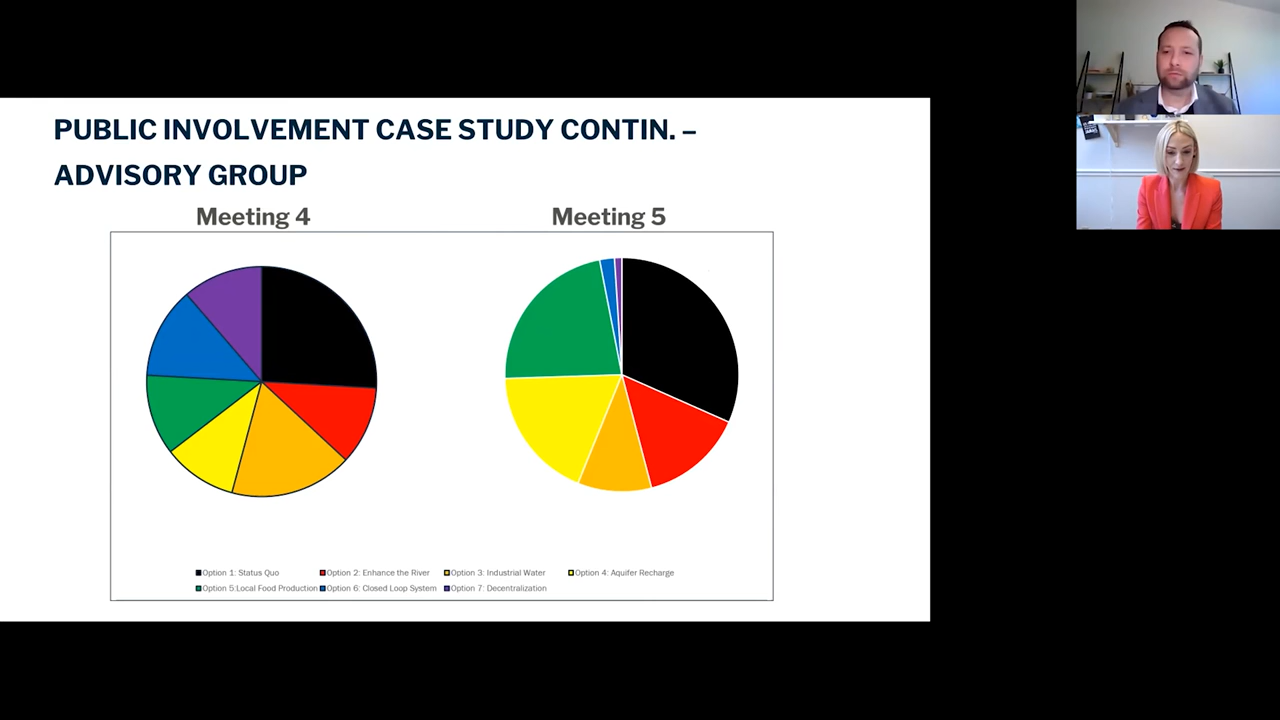 PUBLIC INVOLVEMENT CASE STUDY CONTIN. –
ADVISORY GROUP
Meeting 4
Meeting 5
Option 1: Status Quo
Option 2: Enhance the River
Option 3: Industrial Water
Option 4: Aquifer Recharge
Option 5:Local Food Production
Option 6: Closed Loop System
Option 7: Decentralization